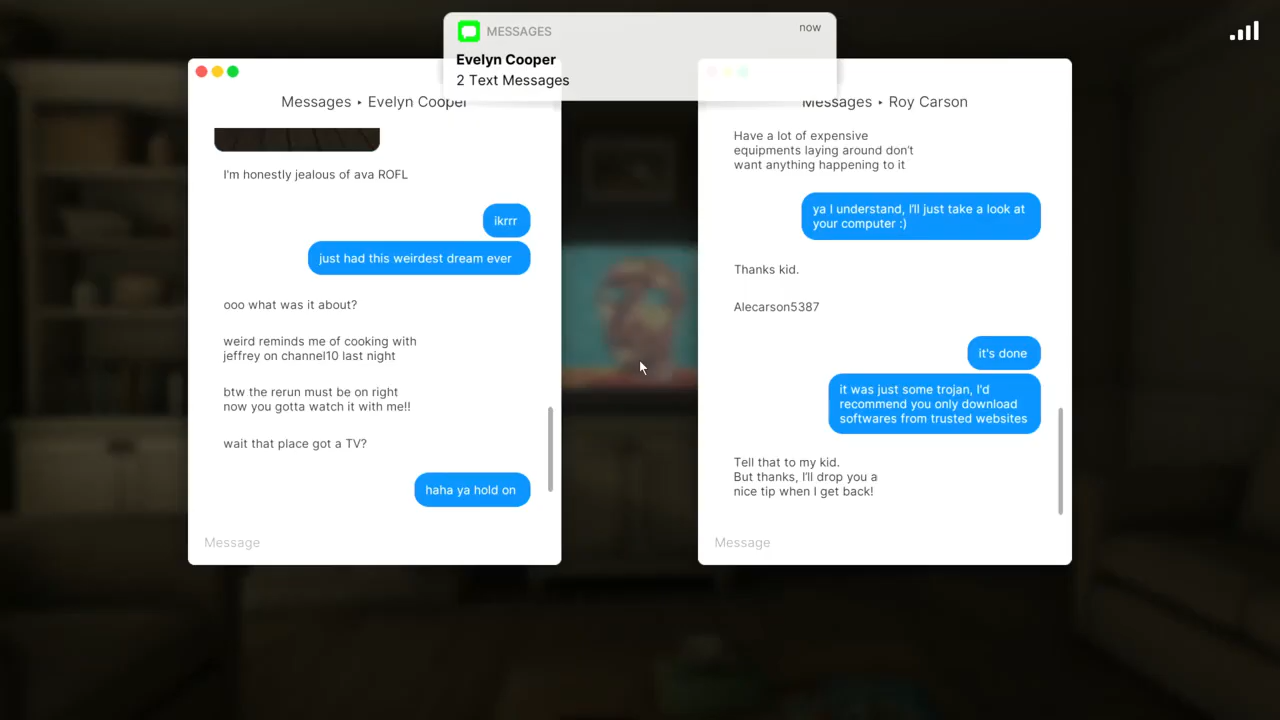 MESSAGES
now
Evelyn Cooper
2 Text Messages
Messages ▸ Evelyn Cooper
I'm honestly jealous of ava ROFL
ikrrr
just had this weirdest dream ever
ooo what was it about?
weird reminds me of cooking with
jeffrey on channel10 last night
btw the rerun must be on right
now you gotta watch it with me!!
wait that place got a TV?
haha ya hold on
Message
Messages ▸ Roy Carson
Have a lot of expensive
equipments laying around don't
want anything happening to it
ya I understand, I'll just take a look at
your computer :)
Thanks kid.
Alecarson5387
it's done
it was just some trojan, I'd
recommend you only download
softwares from trusted websites
Tell that to my kid.
But thanks, I'll drop you a
nice tip when I get back!
Message